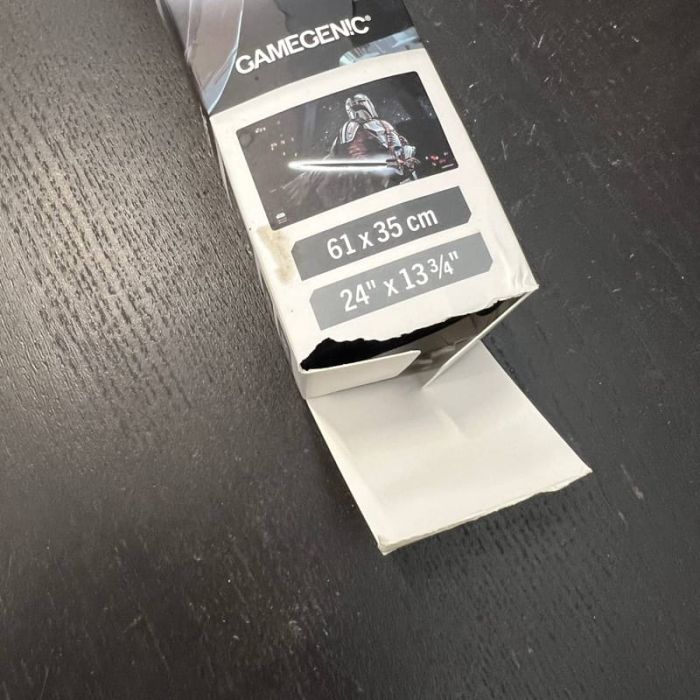 GAMEGENIC®
61 x 35 cm
24" x 13 3/4"